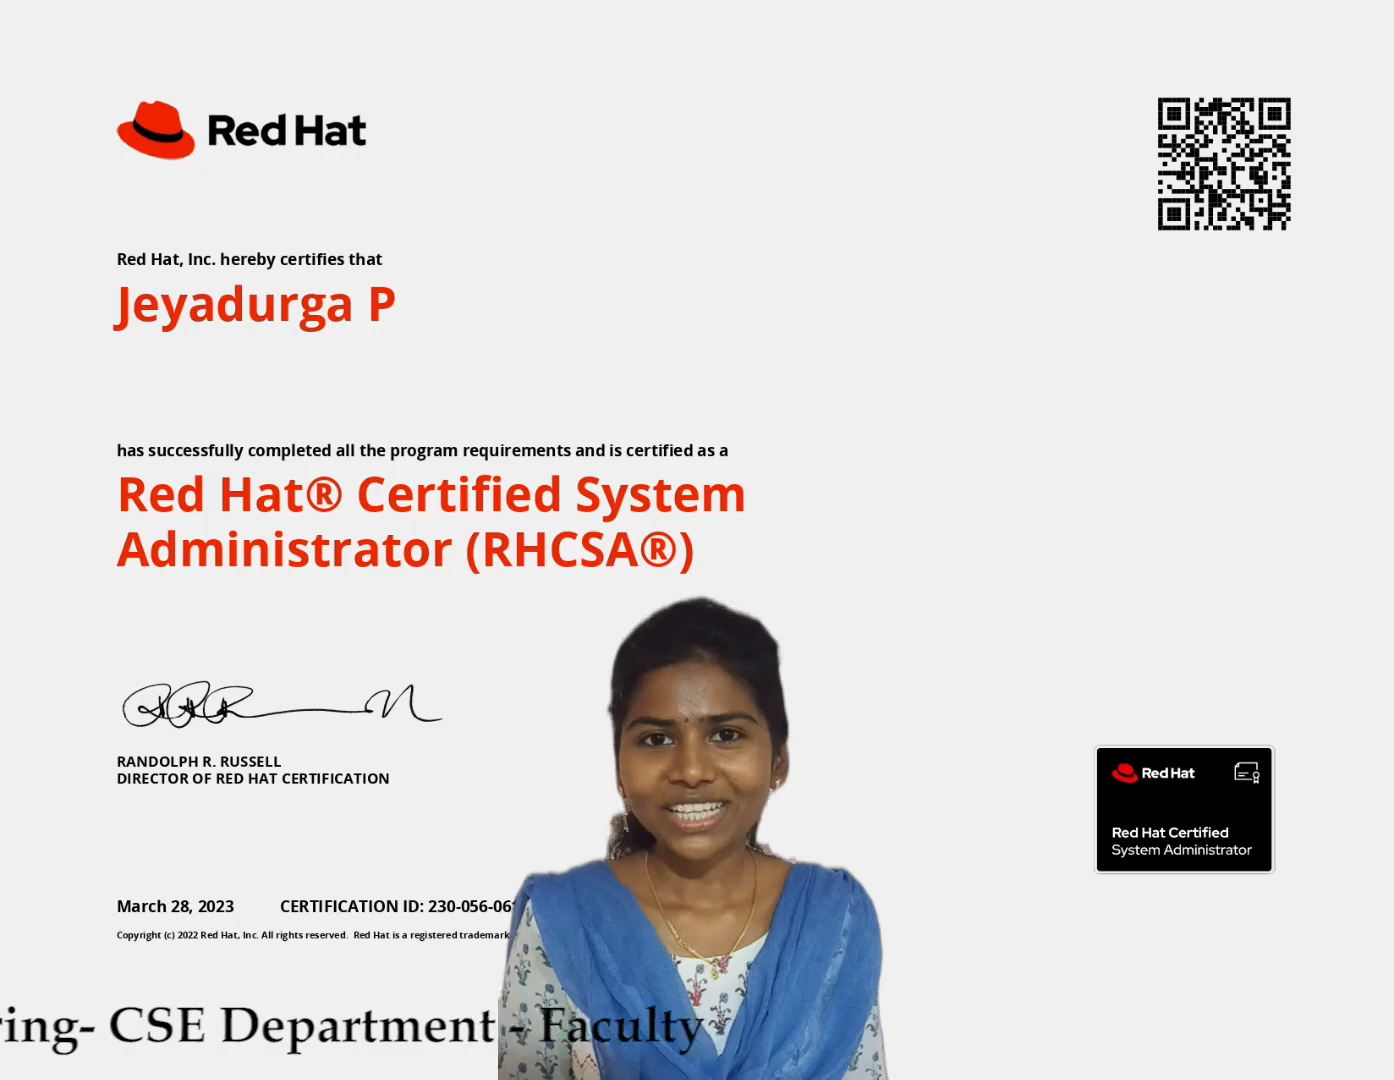 Red Hat
Red Hat, Inc. hereby certifies that
Jeyadurga P
has successfully completed all the program requirements and is certified as a
Red Hat® Certified System
Administrator (RHCSA®)
RANDOLPH R. RUSSELL
DIRECTOR OF RED HAT CERTIFICATION
Red Hat
Red Hat Certified
System Administrator
March 28, 2023 CERTIFICATION ID: 230-056-06
Copyright (c) 2022 Red Hat, Inc. All rights reserved. Red Hat is a registered trademark
ring- CSE Department - Faculty